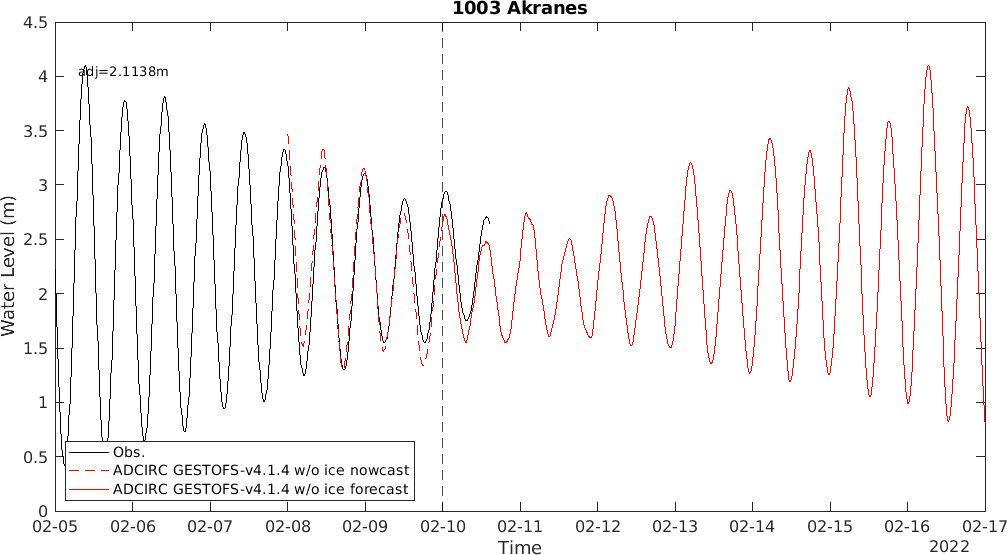 1003 Akranes
4.5
4
3.5
3
2.5
2
1.5
1
0.5
0
Water Level (m)
adj=2.1138m
Obs.
ADCIRC GESTOFS-v4.1.4 w/o ice nowcast
ADCIRC GESTOFS-v4.1.4 w/o ice forecast
02-05 02-06 02-07 02-08 02-09 02-10 02-11 02-12 02-13 02-14 02-15 02-16 02-17
Time
2022